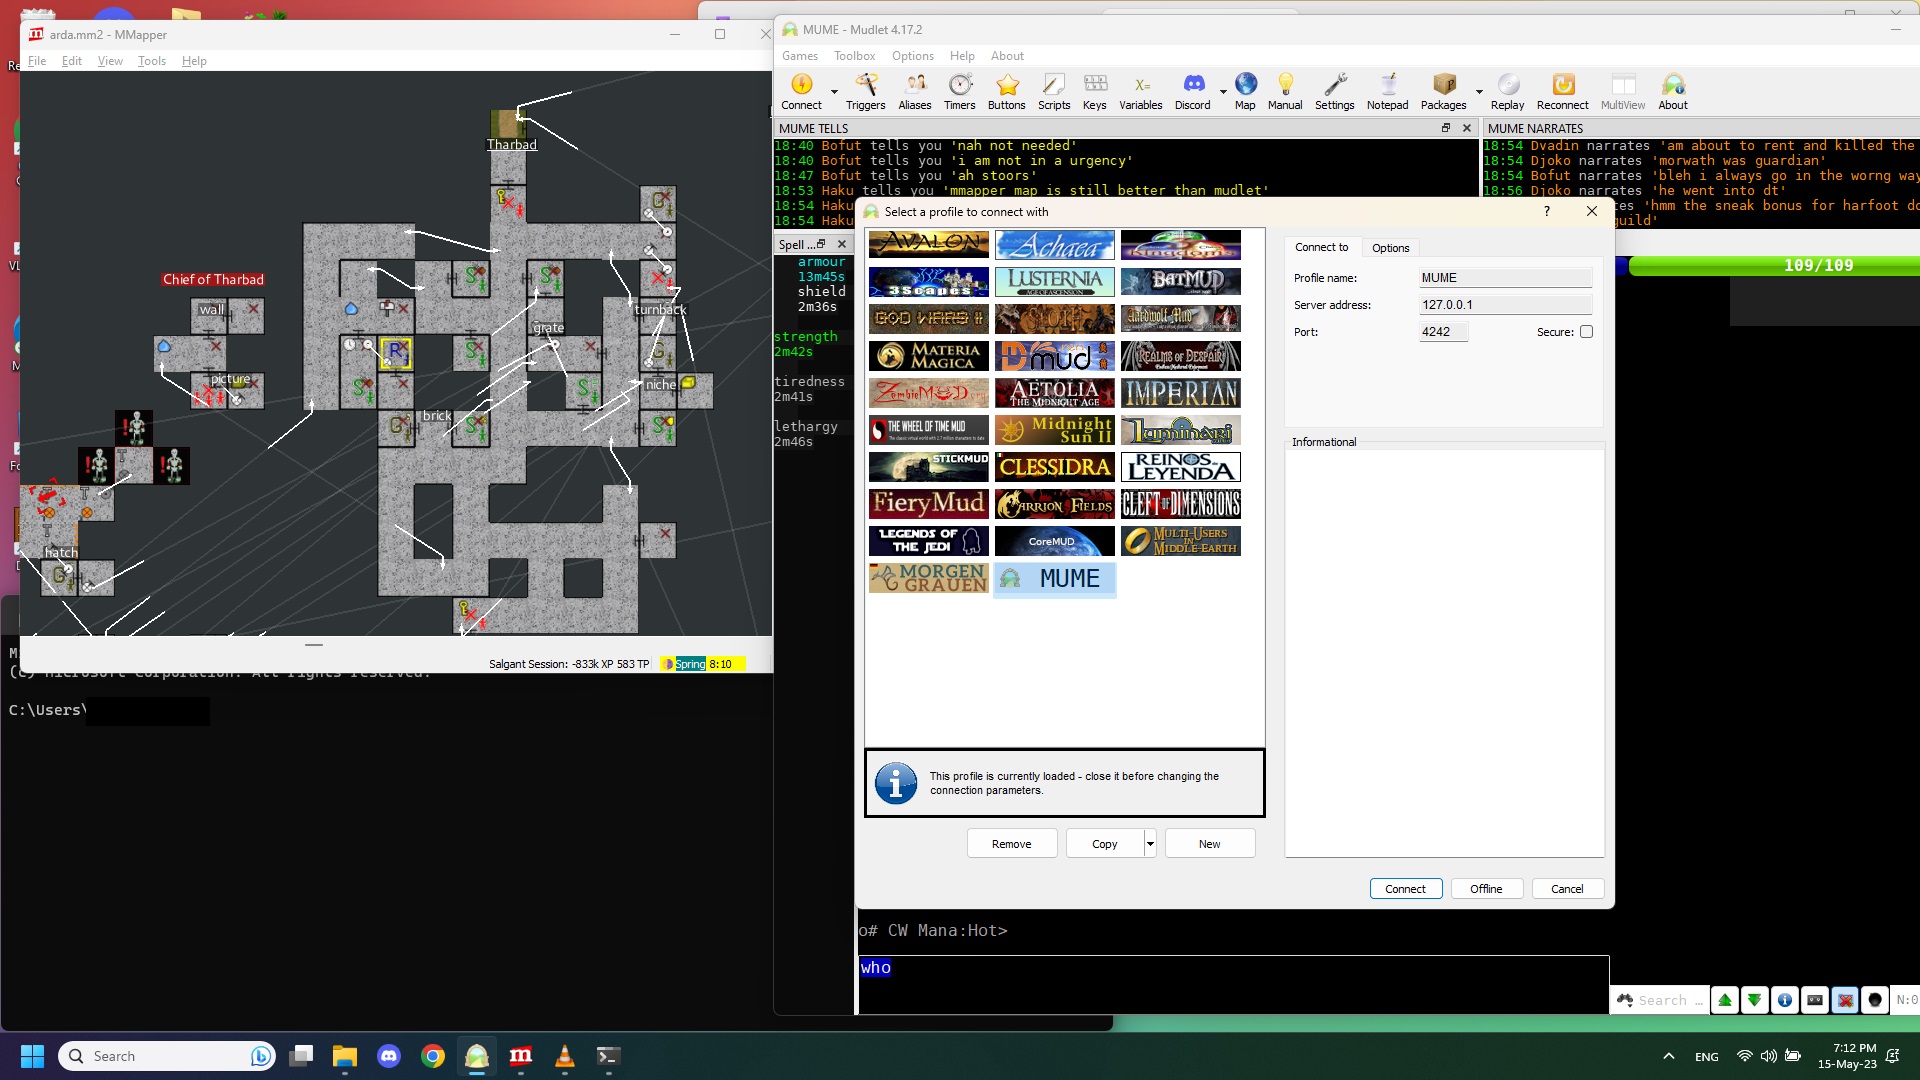 arda.mm2 - MMapper
File Edit View Tools Help
Tharbad
Chief of Tharbad
wall
grate
turnback
picture
niche
brick
hatch
Salgant Session: -833k XP 583 TP
Spring 8:10
(c) Microsoft Corporation. All rights reserved.
C:\Users\
MUME - Mudlet 4.17.2
Games Toolbox Options Help About
Connect Triggers Aliases Timers Buttons Scripts Keys Variables Discord Map Manual Settings Notepad Packages Replay Reconnect MultiView About
MUME TELLS
18:40 Bofut tells you 'nah not needed'
18:40 Bofut tells you 'i am not in a urgency'
18:47 Bofut tells you 'ah stoors'
18:53 Haku tells you 'mmapper map is still better than mudlet'
18:54 Haku
18:54 Haku
MUME NARRATES
18:54 Dvadin narrates 'am about to rent and killed the
18:54 Djoko narrates 'morwath was guardian'
18:54 Bofut narrates 'bleh i always go in the worng way
18:56 Djoko narrates 'he went into dt'
'hmm the sneak bonus for harfoot do
109/109
Spell ...
armour
13m45s
shield
2m36s
strength
2m42s
tiredness
2m41s
lethargy
2m46s
Select a profile to connect with
?
AVALON Achaea Kingdoms
3Scapes LUSTERNIA AGE OF ASCENSION BATMUD
GOD WARS II SLOTH Aardwolf Mud
MATERIA MAGICA mud REALMS OF DESPAIR
ZombieMUD.org AETOLIA THE MIDNIGHT AGE IMPERIAN
THE WHEEL OF TIME MUD Midnight Sun II Luminari
STICKMUD CLESSIDRA REINOS DE LEYENDA
FieryMud CARRION FIELDS CLEFT OF DIMENSIONS
LEGENDS OF THE JEDI CoreMUD MULTI-USERS IN MIDDLE-EARTH
MORGEN GRAUEN MUME
This profile is currently loaded - close it before changing the
connection parameters.
Remove Copy New
Connect to Options
Profile name: MUME
Server address: 127.0.0.1
Port: 4242 Secure:
Informational
Connect Offline Cancel
o# CW Mana:Hot>
who
Search ...
N:0
Search
ENG
7:12 PM
15-May-23